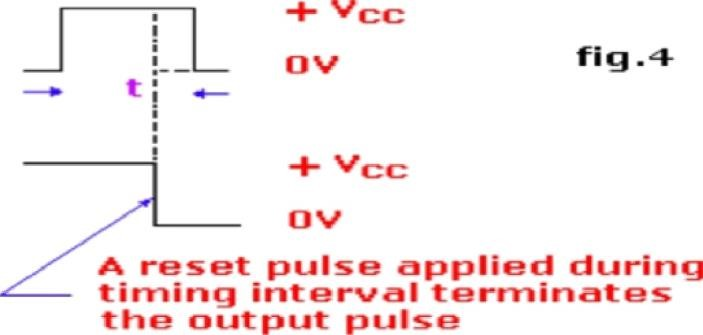 + Vcc
0V
fig.4
t
+ Vcc
0V
A reset pulse applied during
timing interval terminates
the output pulse